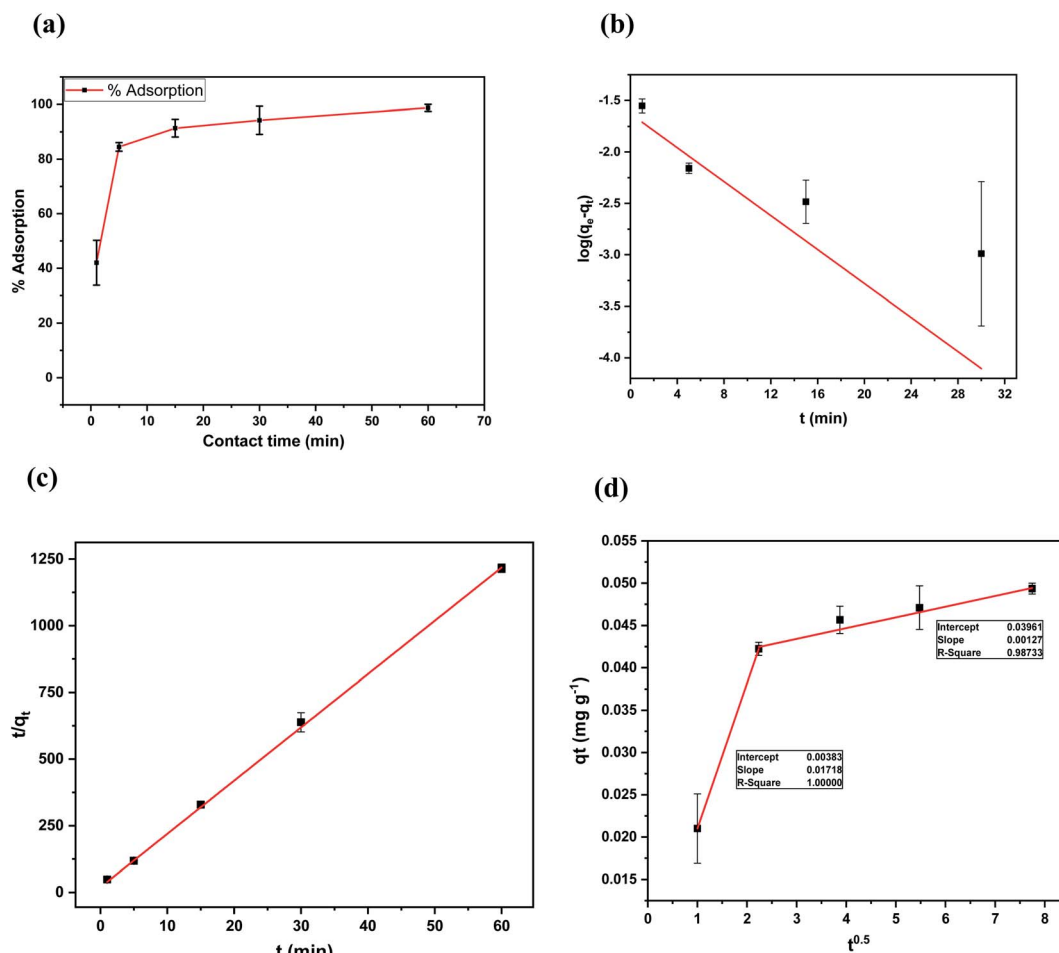 (a)
% Adsorption
100
80
60
40
20
0
% Adsorption
0 10 20 30 40 50 60 70
Contact time (min)
(b)
-1.5
-2.0
-2.5
-3.0
-3.5
-4.0
log(qe-qt)
0 4 8 12 16 20 24 28 32
t (min)
(c)
1250
1000
750
500
250
0
t/qt
0 10 20 30 40 50 60
t (min)
(d)
0.055
0.050
0.045
0.040
0.035
0.030
0.025
0.020
0.015
qt (mg g-1)
Intercept 0.03961
Slope 0.00127
R-Square 0.98733
Intercept 0.00383
Slope 0.01718
R-Square 1.00000
0 1 2 3 4 5 6 7 8
t0.5